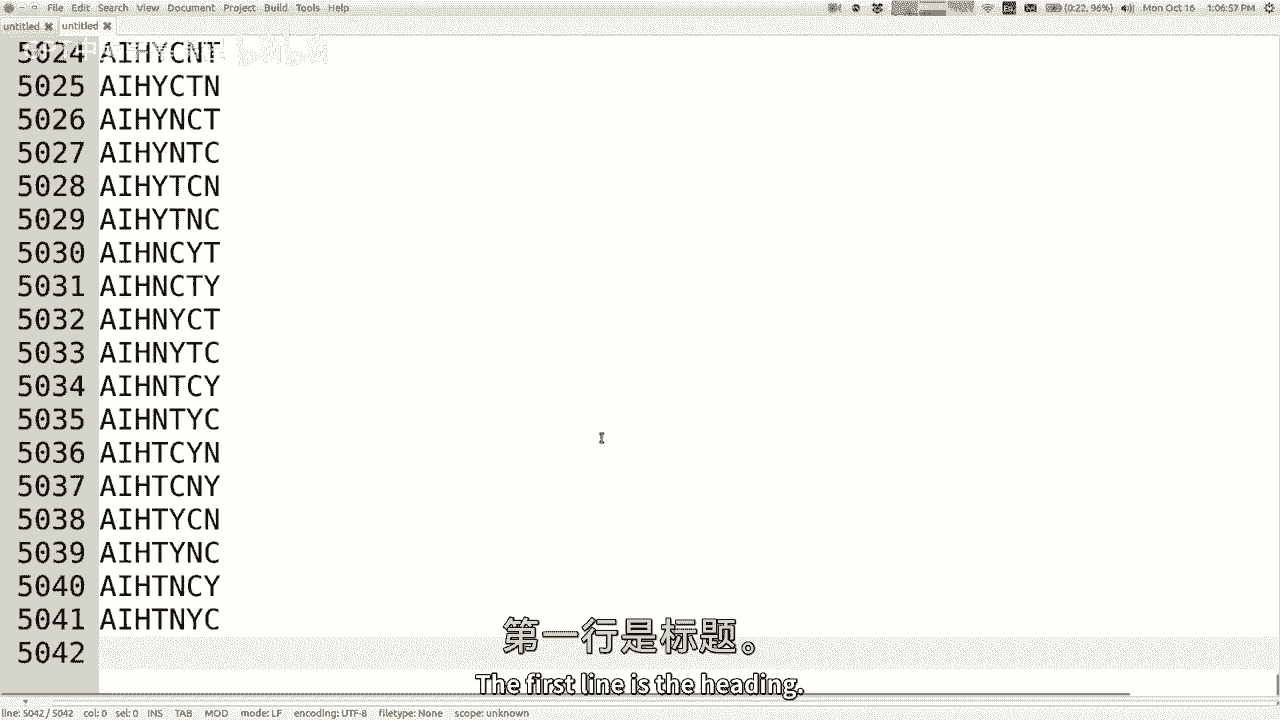 File Edit Search View Document Project Build Tools Help
(0:22, 96%) Mon Oct 16 1:06:57 PM
untitled untitled
5024 AIHYCNT
5025 AIHYCTN
5026 AIHYNCT
5027 AIHYNTC
5028 AIHYTCN
5029 AIHYTNC
5030 AIHNCYT
5031 AIHNCTY
5032 AIHNYCT
5033 AIHNYTC
5034 AIHNTCY
5035 AIHNTYC
5036 AIHTCYN
5037 AIHTCNY
5038 AIHTYCN
5039 AIHTYNC
5040 AIHTNCY
5041 AIHTNYC
5042
第一行是标题。
The first line is the heading.
line: 5042 / 5042 col: 0 sel: 0 INS TAB MOD mode: LF encoding: UTF-8 filetype: None scope: unknown